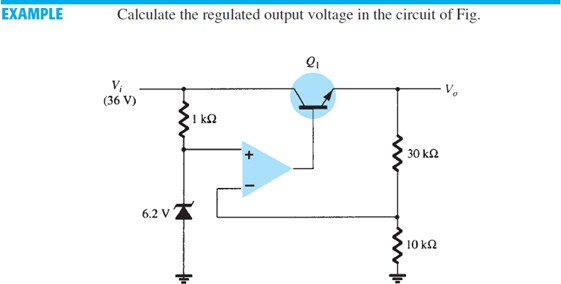 EXAMPLE Calculate the regulated output voltage in the circuit of Fig.
Q1
Vi
(36 V)
Vo
1 kΩ
+
30 kΩ
–
6.2 V
10 kΩ